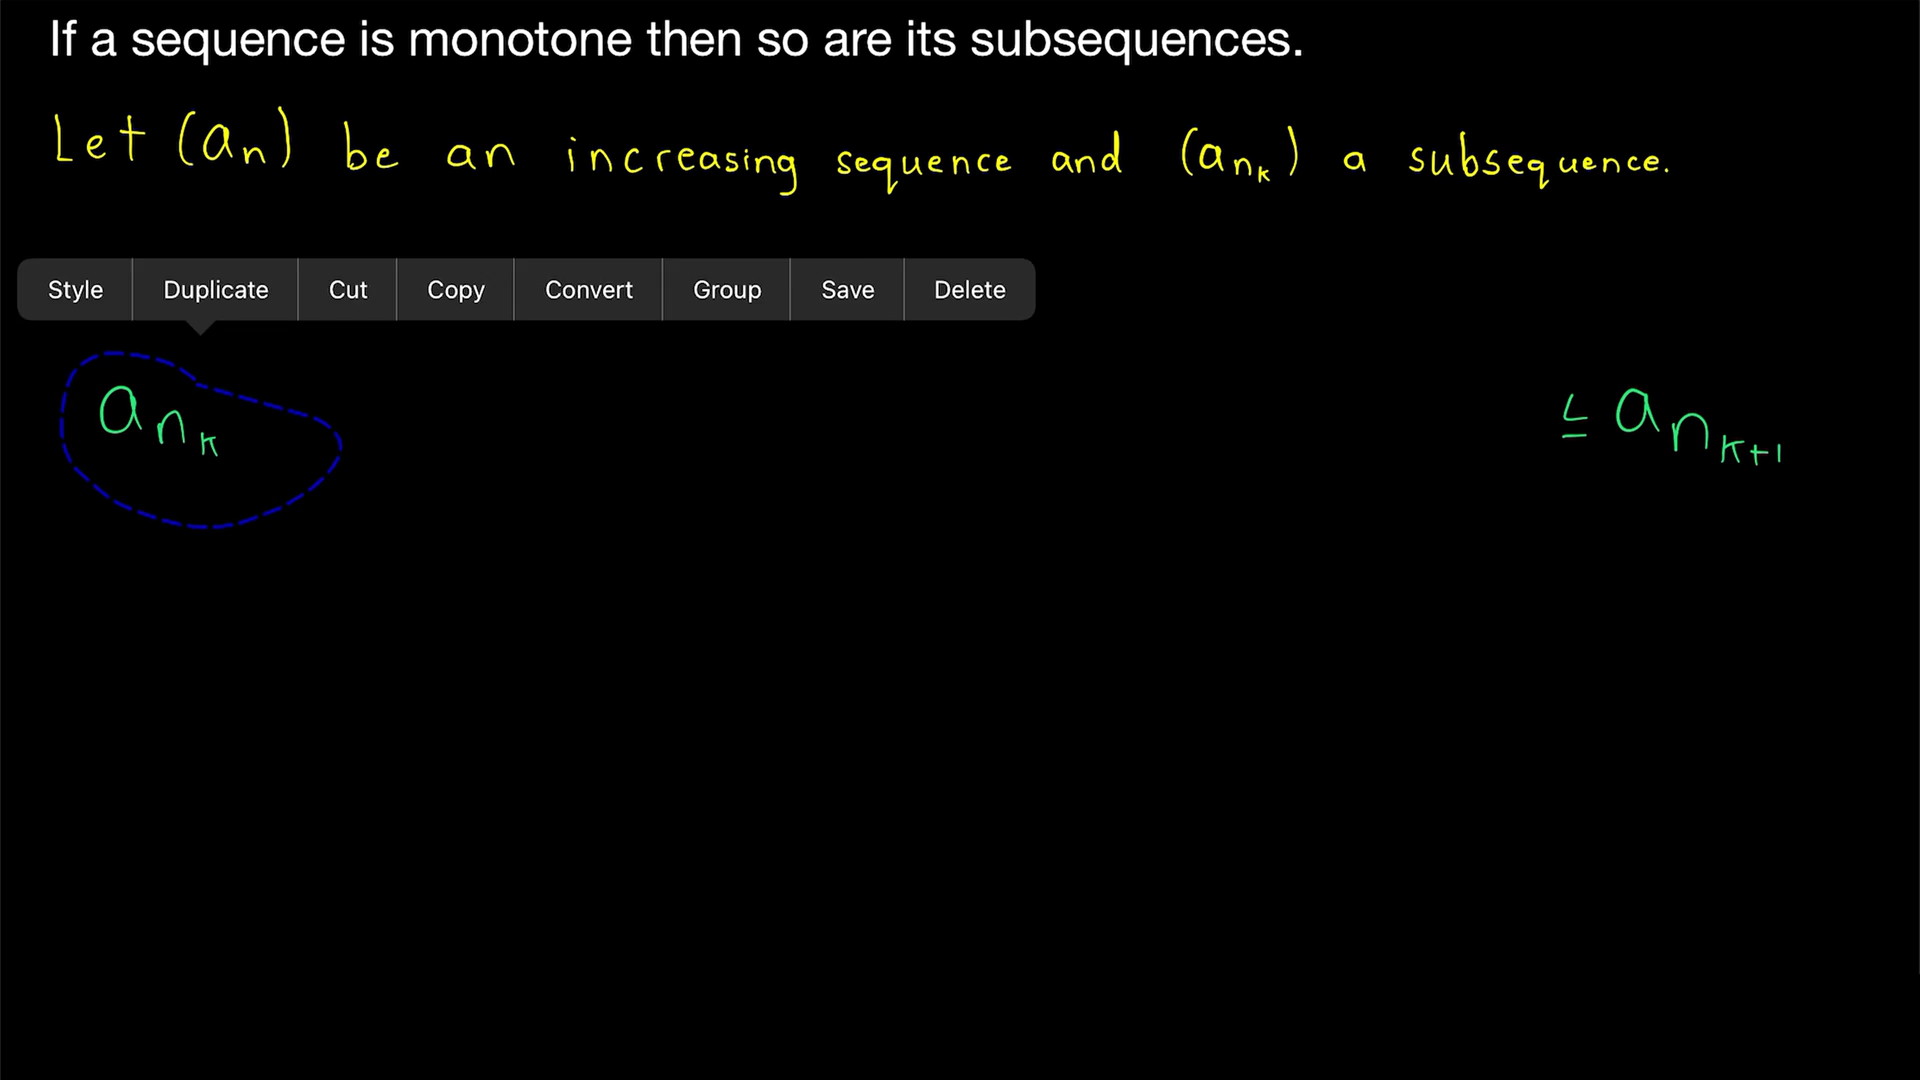 If a sequence is monotone then so are its subsequences.
Let (aₙ) be an increasing sequence and (aₙₖ) a subsequence.
Style Duplicate Cut Copy Convert Group Save Delete
aₙₖ ≤ aₙₖ₊₁